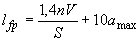 l_fp = 1,4nV / S + 10a_max